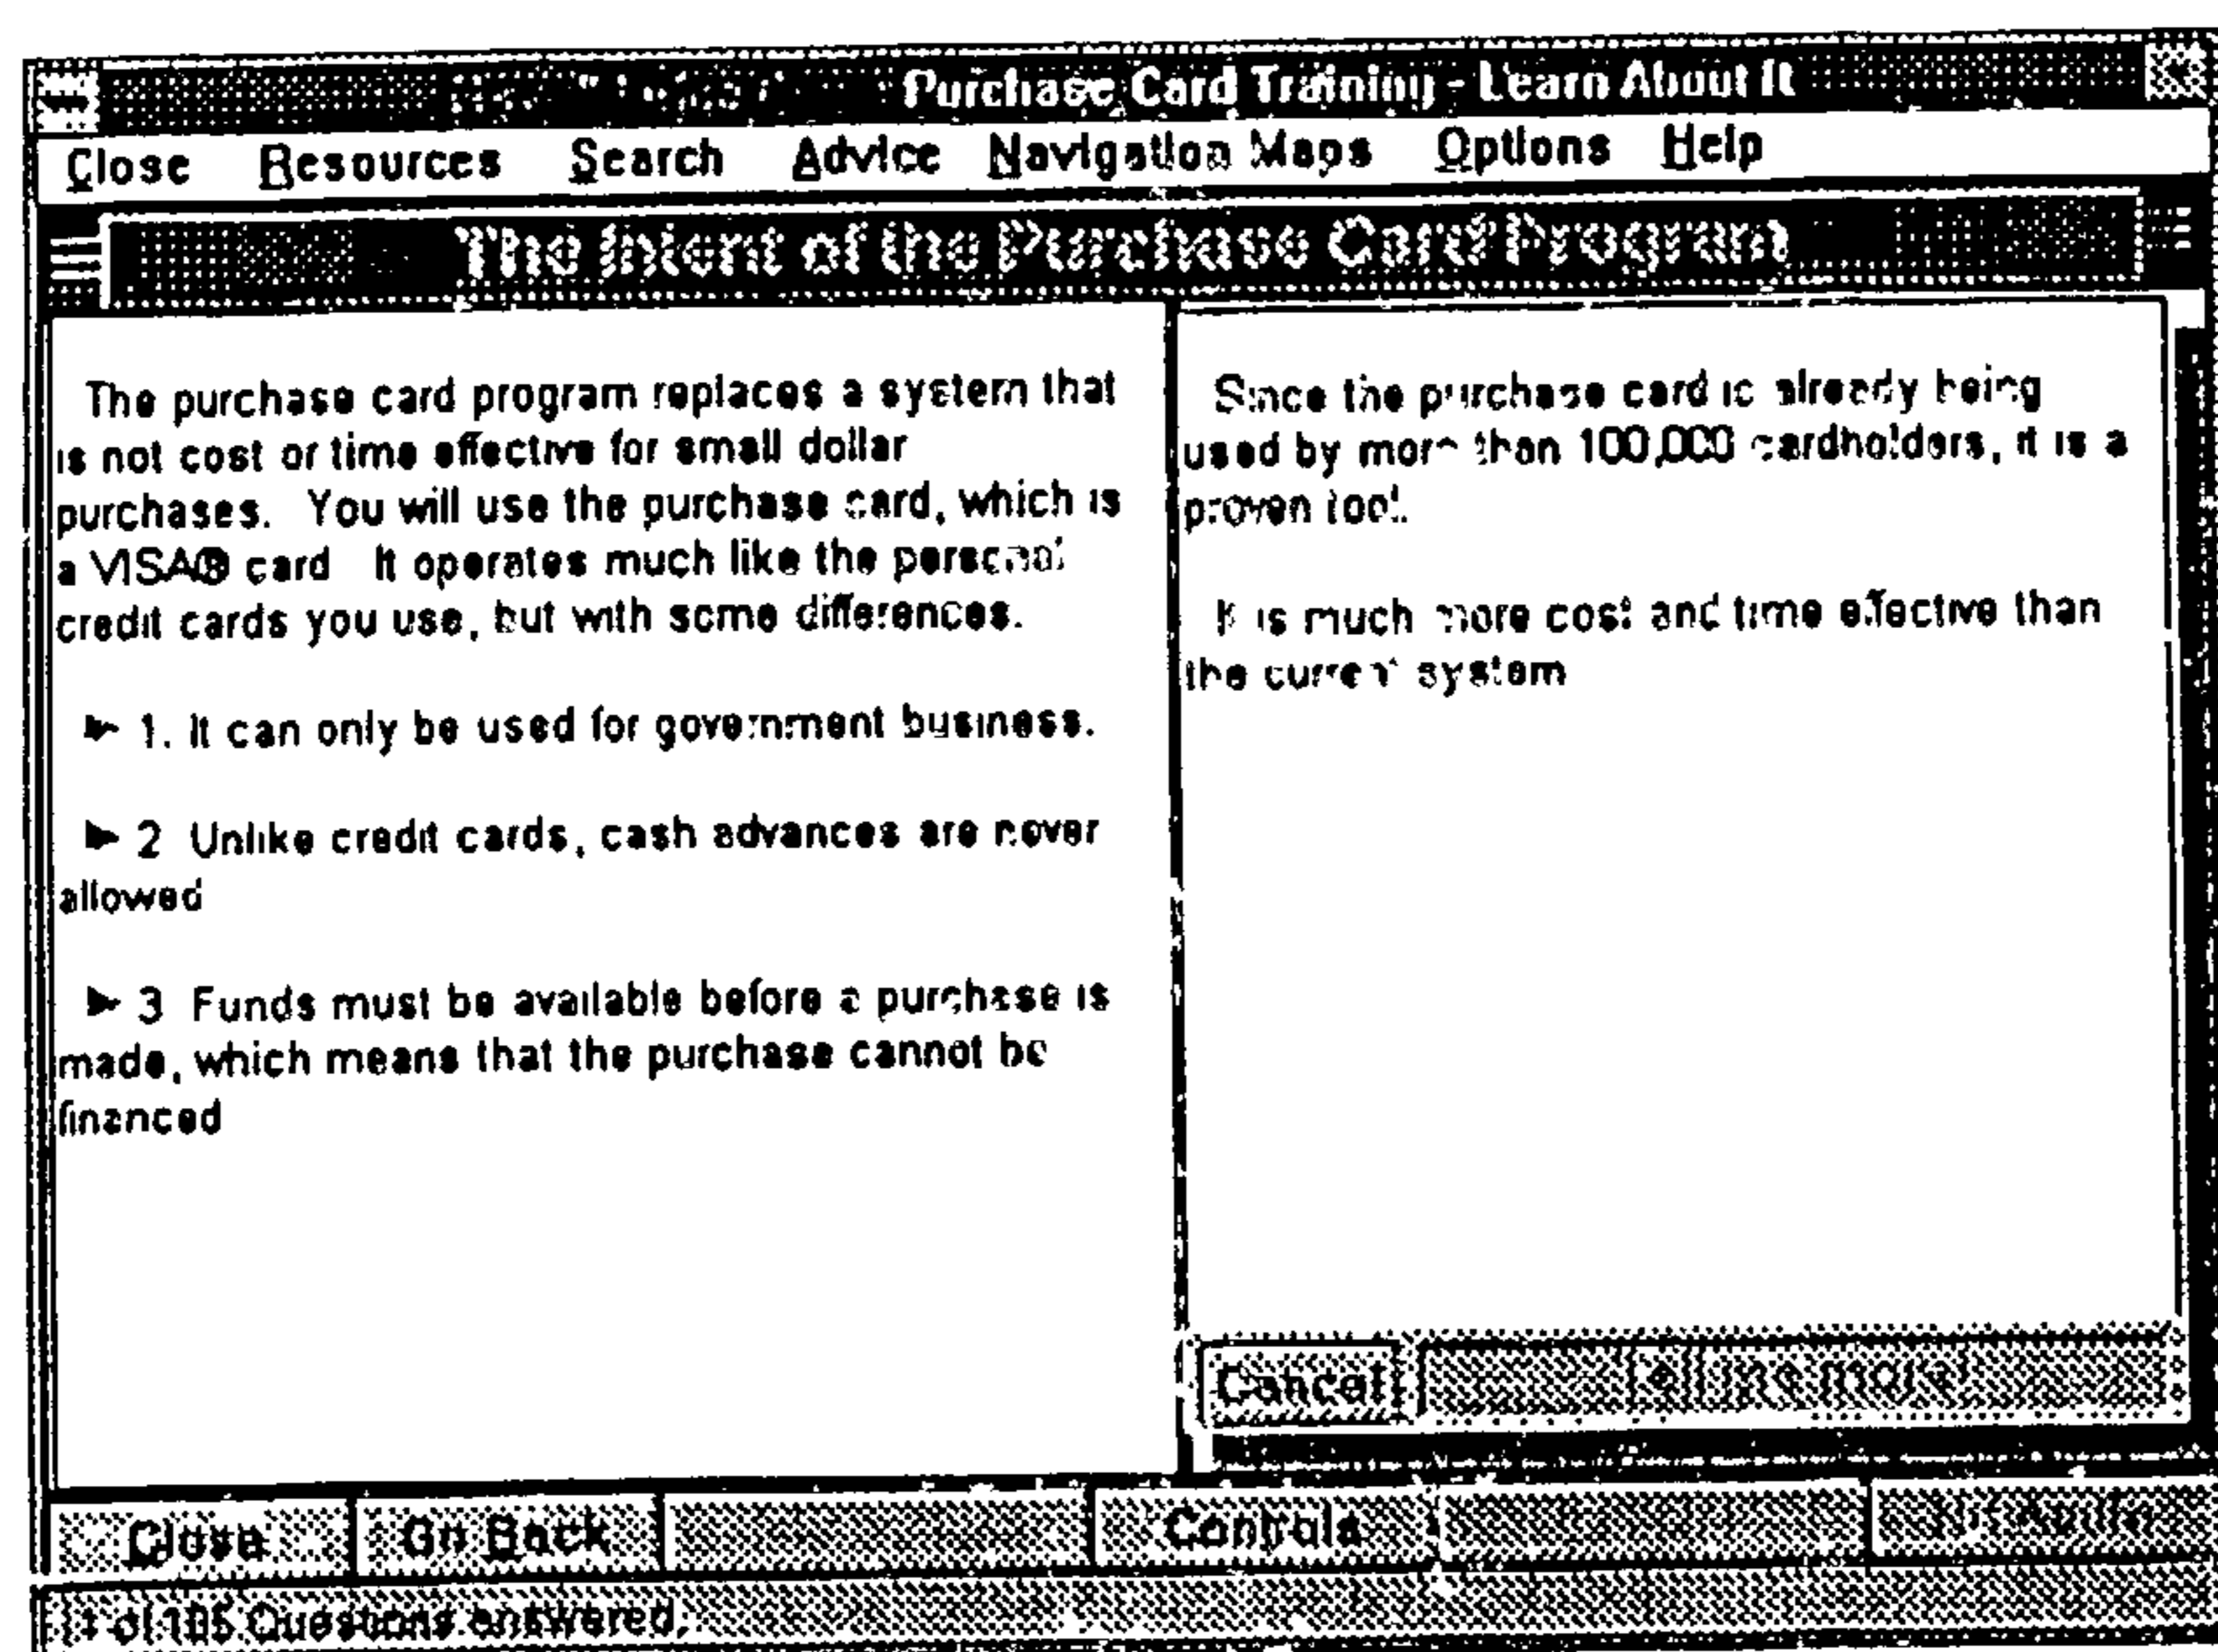 Purchase Card Training - Learn About It
Close Resources Search Advice Navigation Maps Options Help
The Intent of the Purchase Card Program
The purchase card program replaces a system that
is not cost or time effective for small dollar
purchases. You will use the purchase card, which is
a VISA® card It operates much like the personal
credit cards you use, but with some differences.
► 1. It can only be used for government business.
► 2 Unlike credit cards, cash advances are never
allowed
► 3 Funds must be available before a purchase is
made, which means that the purchase cannot be
financed
Since the purchase card is already being
used by more than 100,000 cardholders, it is a
proven tool.
It is much more cost and time effective than
the current system
Cancel Tell me more!
Close Go Back Controls
of 105 Questions answered.